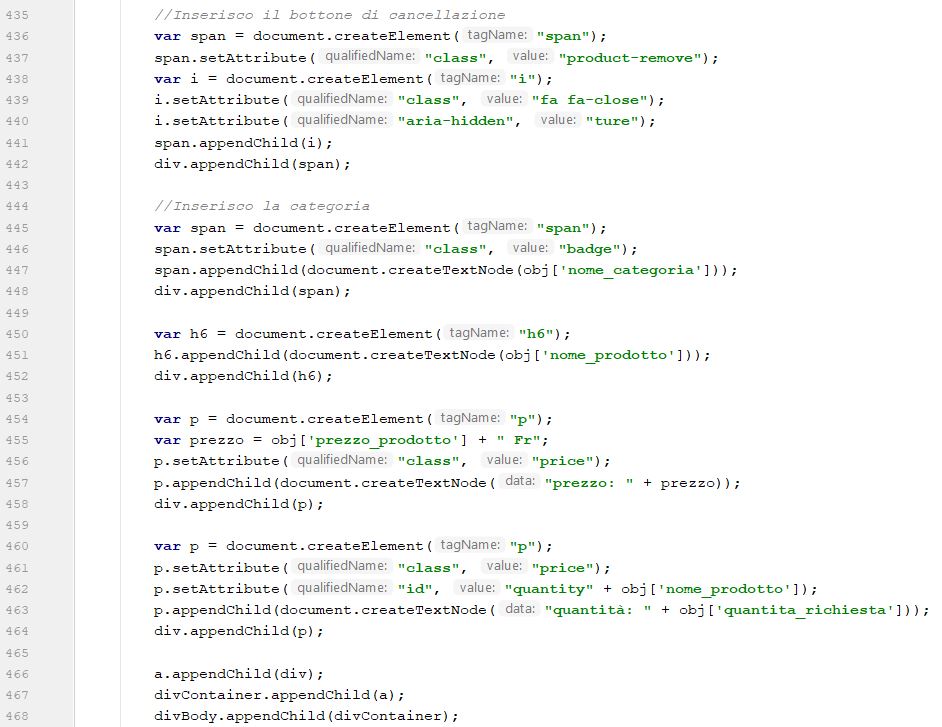 435 //Inserisco il bottone di cancellazione
436 var span = document.createElement( tagName: "span");
437 span.setAttribute( qualifiedName: "class", value: "product-remove");
438 var i = document.createElement( tagName: "i");
439 i.setAttribute( qualifiedName: "class", value: "fa fa-close");
440 i.setAttribute( qualifiedName: "aria-hidden", value: "ture");
441 span.appendChild(i);
442 div.appendChild(span);
443
444 //Inserisco la categoria
445 var span = document.createElement( tagName: "span");
446 span.setAttribute( qualifiedName: "class", value: "badge");
447 span.appendChild(document.createTextNode(obj['nome_categoria']));
448 div.appendChild(span);
449
450 var h6 = document.createElement( tagName: "h6");
451 h6.appendChild(document.createTextNode(obj['nome_prodotto']));
452 div.appendChild(h6);
453
454 var p = document.createElement( tagName: "p");
455 var prezzo = obj['prezzo_prodotto'] + " Fr";
456 p.setAttribute( qualifiedName: "class", value: "price");
457 p.appendChild(document.createTextNode( data: "prezzo: " + prezzo));
458 div.appendChild(p);
459
460 var p = document.createElement( tagName: "p");
461 p.setAttribute( qualifiedName: "class", value: "price");
462 p.setAttribute( qualifiedName: "id", value: "quantity" + obj['nome_prodotto']);
463 p.appendChild(document.createTextNode( data: "quantità: " + obj['quantita_richiesta']));
464 div.appendChild(p);
465
466 a.appendChild(div);
467 divContainer.appendChild(a);
468 divBody.appendChild(divContainer);